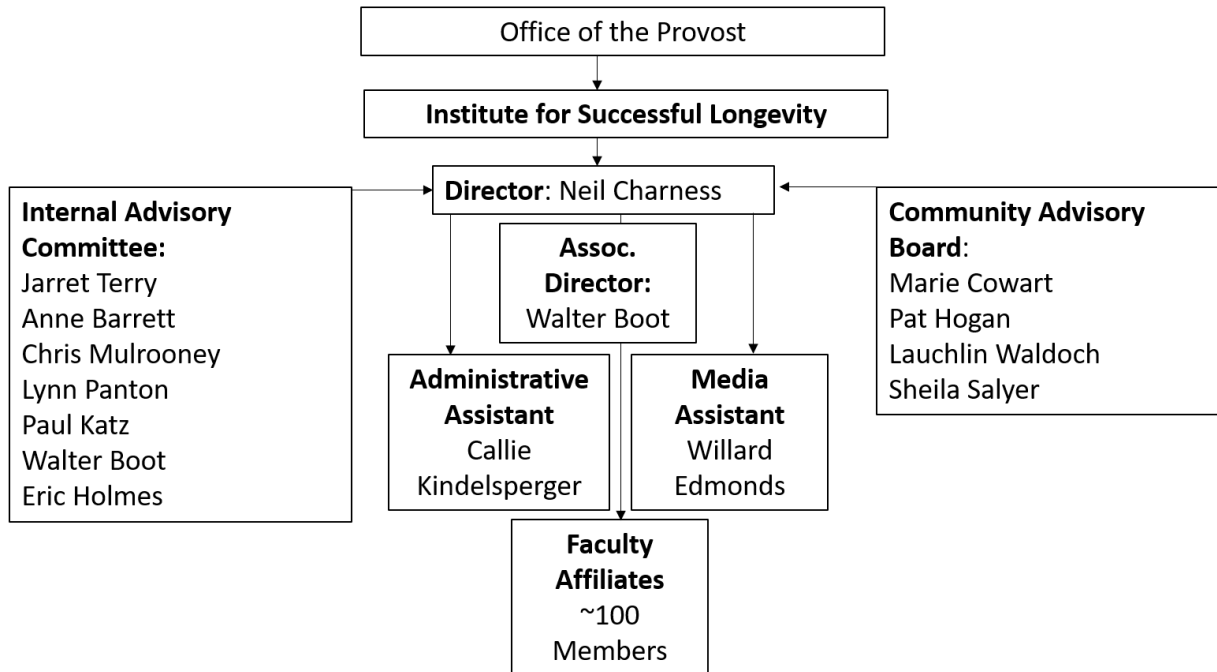 Office of the Provost
Institute for Successful Longevity
Director: Neil Charness
Internal Advisory
Committee:
Jarret Terry
Anne Barrett
Chris Mulrooney
Lynn Panton
Paul Katz
Walter Boot
Eric Holmes
Assoc.
Director:
Walter Boot
Community Advisory
Board:
Marie Cowart
Pat Hogan
Lauchlin Waldoch
Sheila Salyer
Administrative
Assistant
Callie
Kindelsperger
Media
Assistant
Willard
Edmonds
Faculty
Affiliates
~100
Members